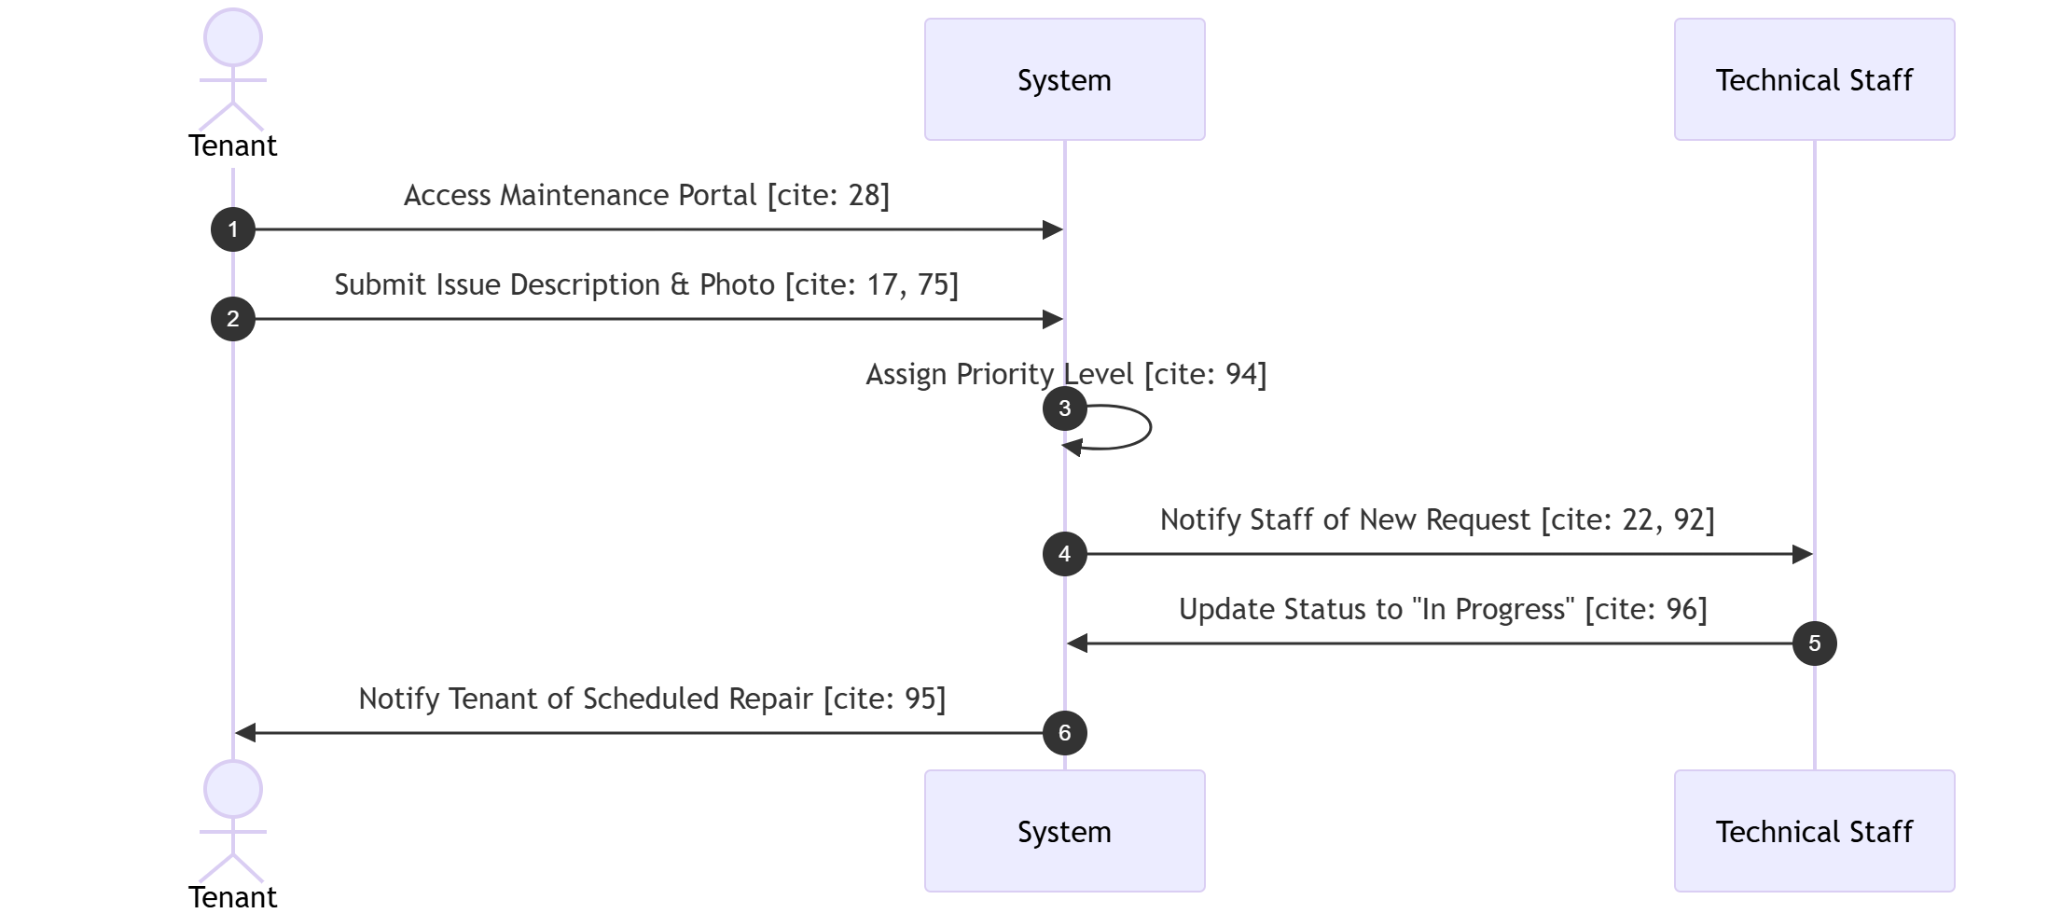 System
Technical Staff
Tenant
Access Maintenance Portal [cite: 28]
1
Submit Issue Description & Photo [cite: 17, 75]
2
Assign Priority Level [cite: 94]
3
Notify Staff of New Request [cite: 22, 92]
4
Update Status to "In Progress" [cite: 96]
5
Notify Tenant of Scheduled Repair [cite: 95]
6
System
Technical Staff
Tenant